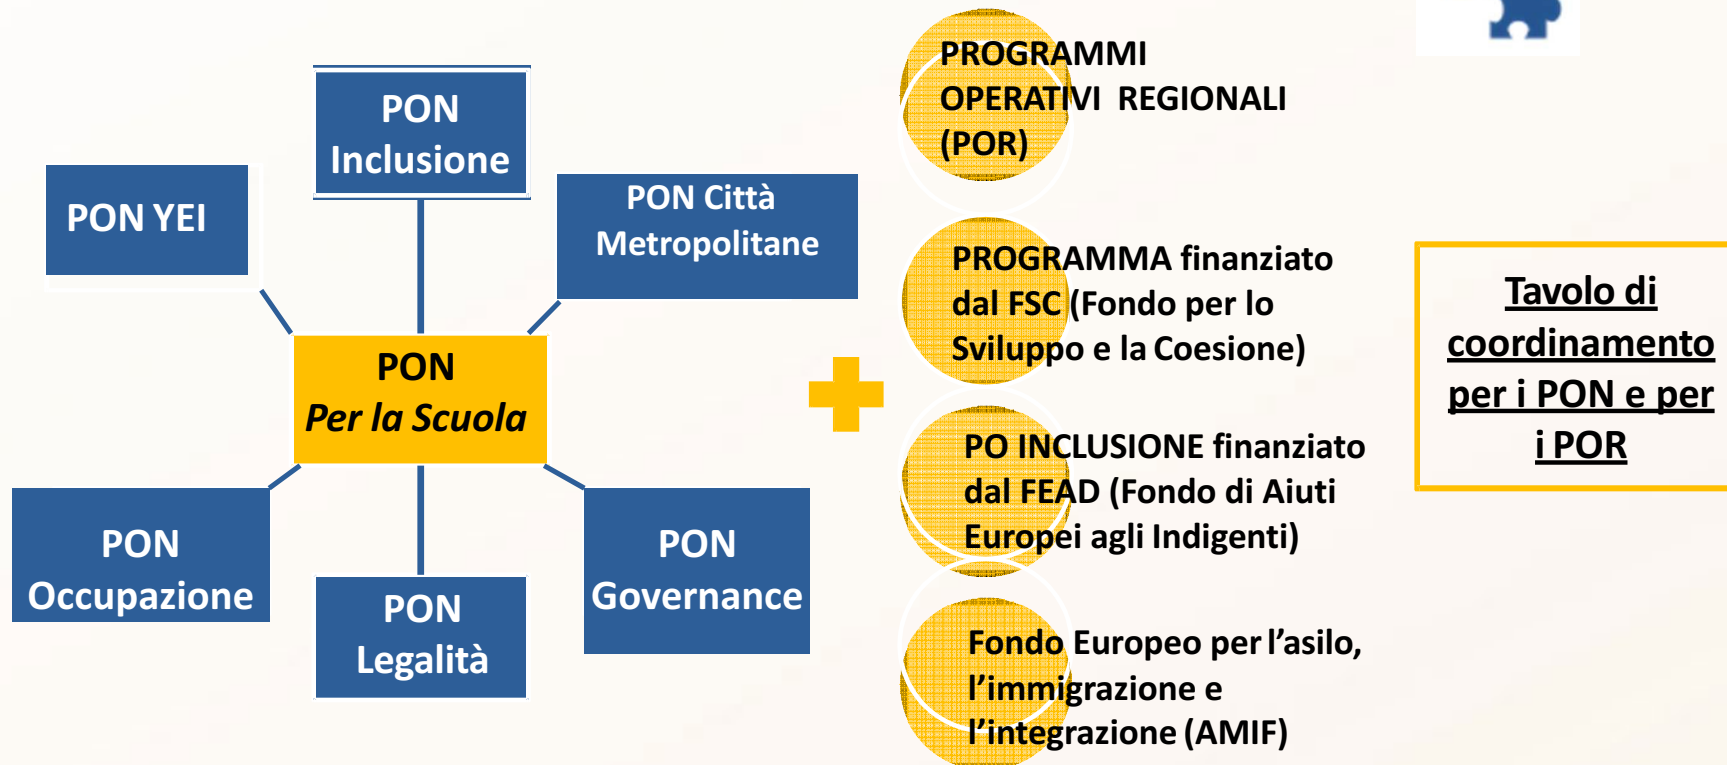 PON
Inclusione
PON YEI
PON Città
Metropolitane
PON
Per la Scuola
PON
Occupazione
PON
Legalità
PON
Governance
PROGRAMMI
OPERATIVI REGIONALI
(POR)
PROGRAMMA finanziato
dal FSC (Fondo per lo
Sviluppo e la Coesione)
PO INCLUSIONE finanziato
dal FEAD (Fondo di Aiuti
Europei agli Indigenti)
Fondo Europeo per l’asilo,
l’immigrazione e
l’integrazione (AMIF)
Tavolo di
coordinamento
per i PON e per
i POR